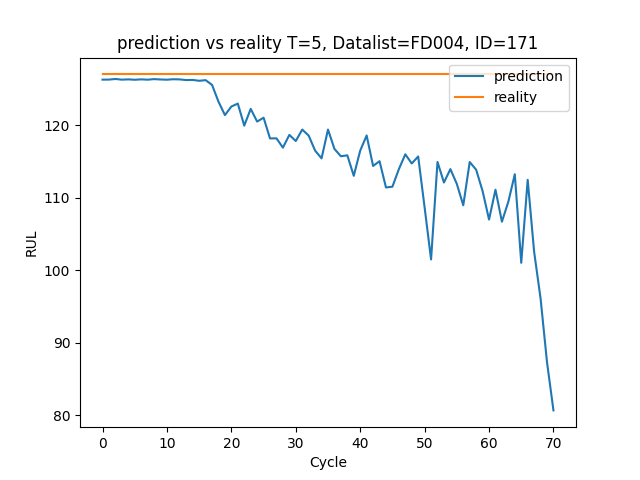 prediction vs reality T=5, Datalist=FD004, ID=171
prediction
reality
RUL
120
110
100
90
80
0 10 20 30 40 50 60 70
Cycle